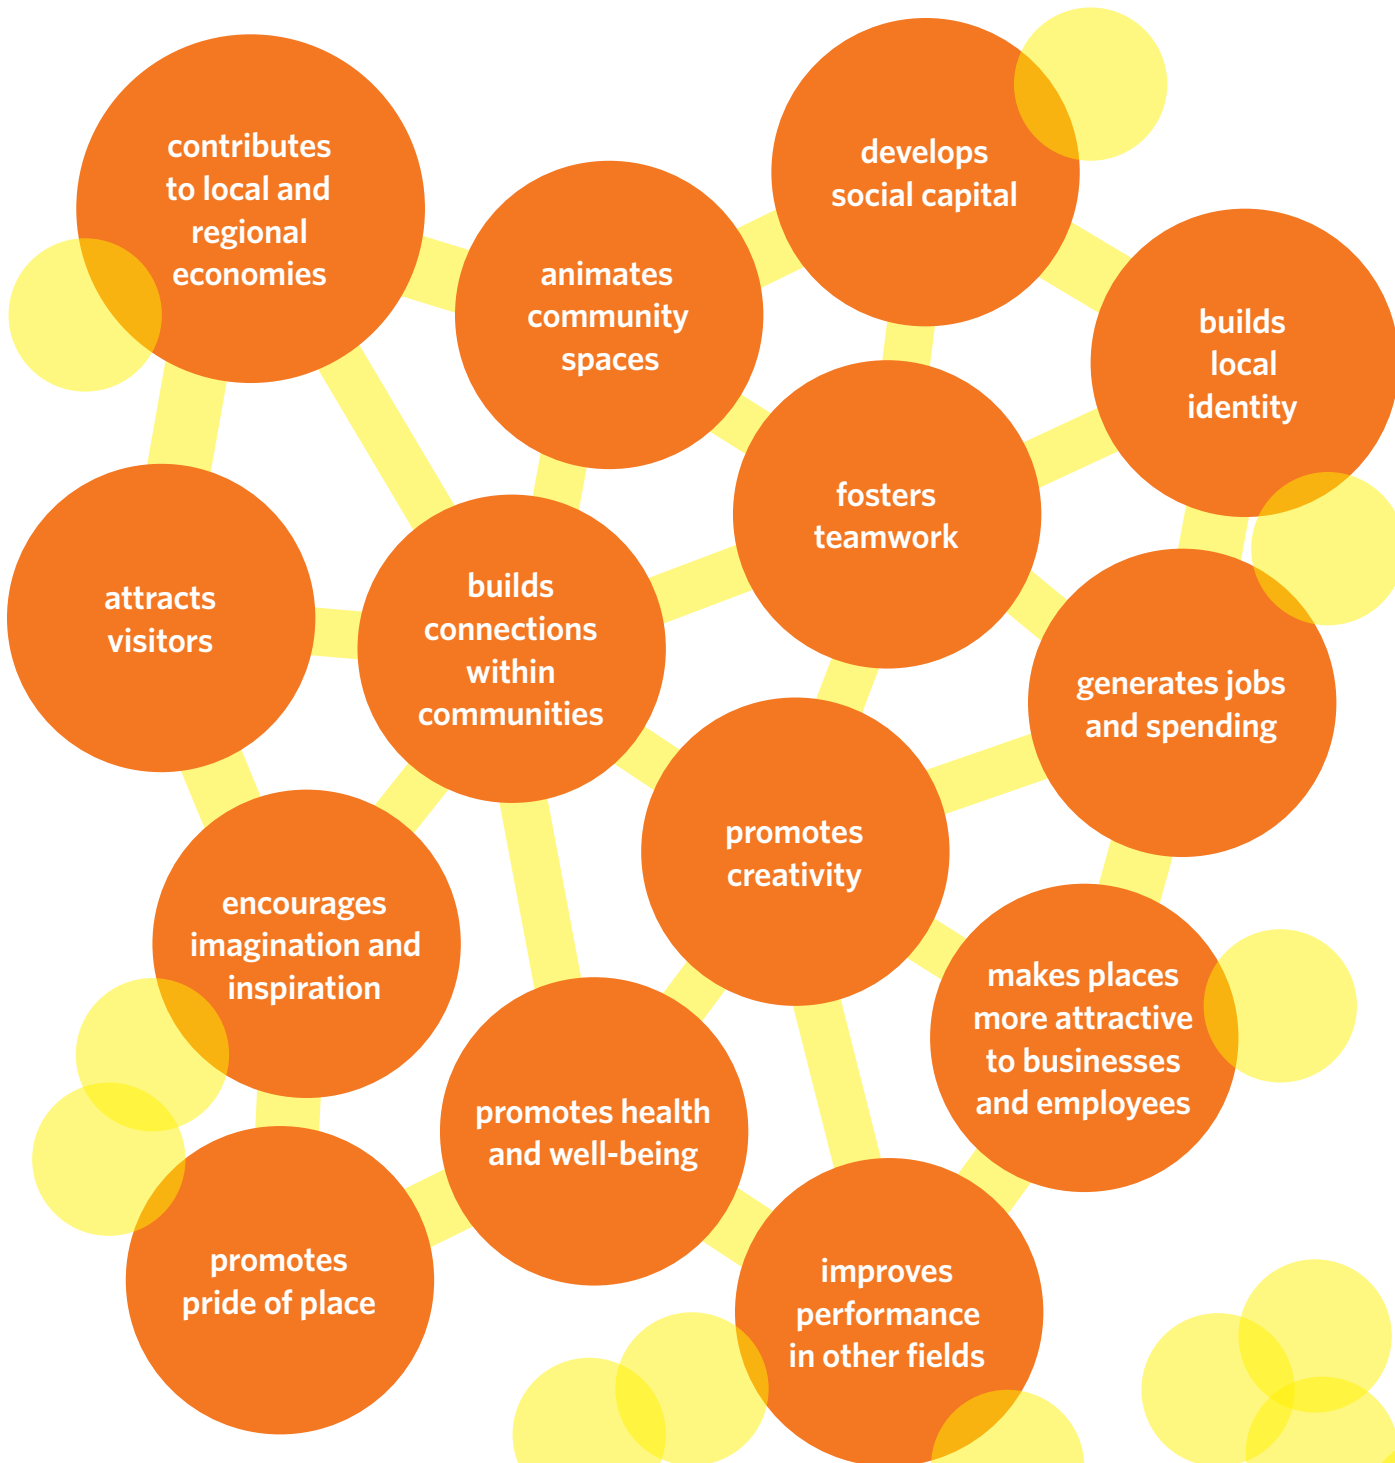 contributes
to local and
regional
economies
develops
social capital
animates
community
spaces
builds
local
identity
fosters
teamwork
attracts
visitors
builds
connections
within
communities
generates jobs
and spending
promotes
creativity
encourages
imagination and
inspiration
makes places
more attractive
to businesses
and employees
promotes health
and well-being
promotes
pride of place
improves
performance
in other fields